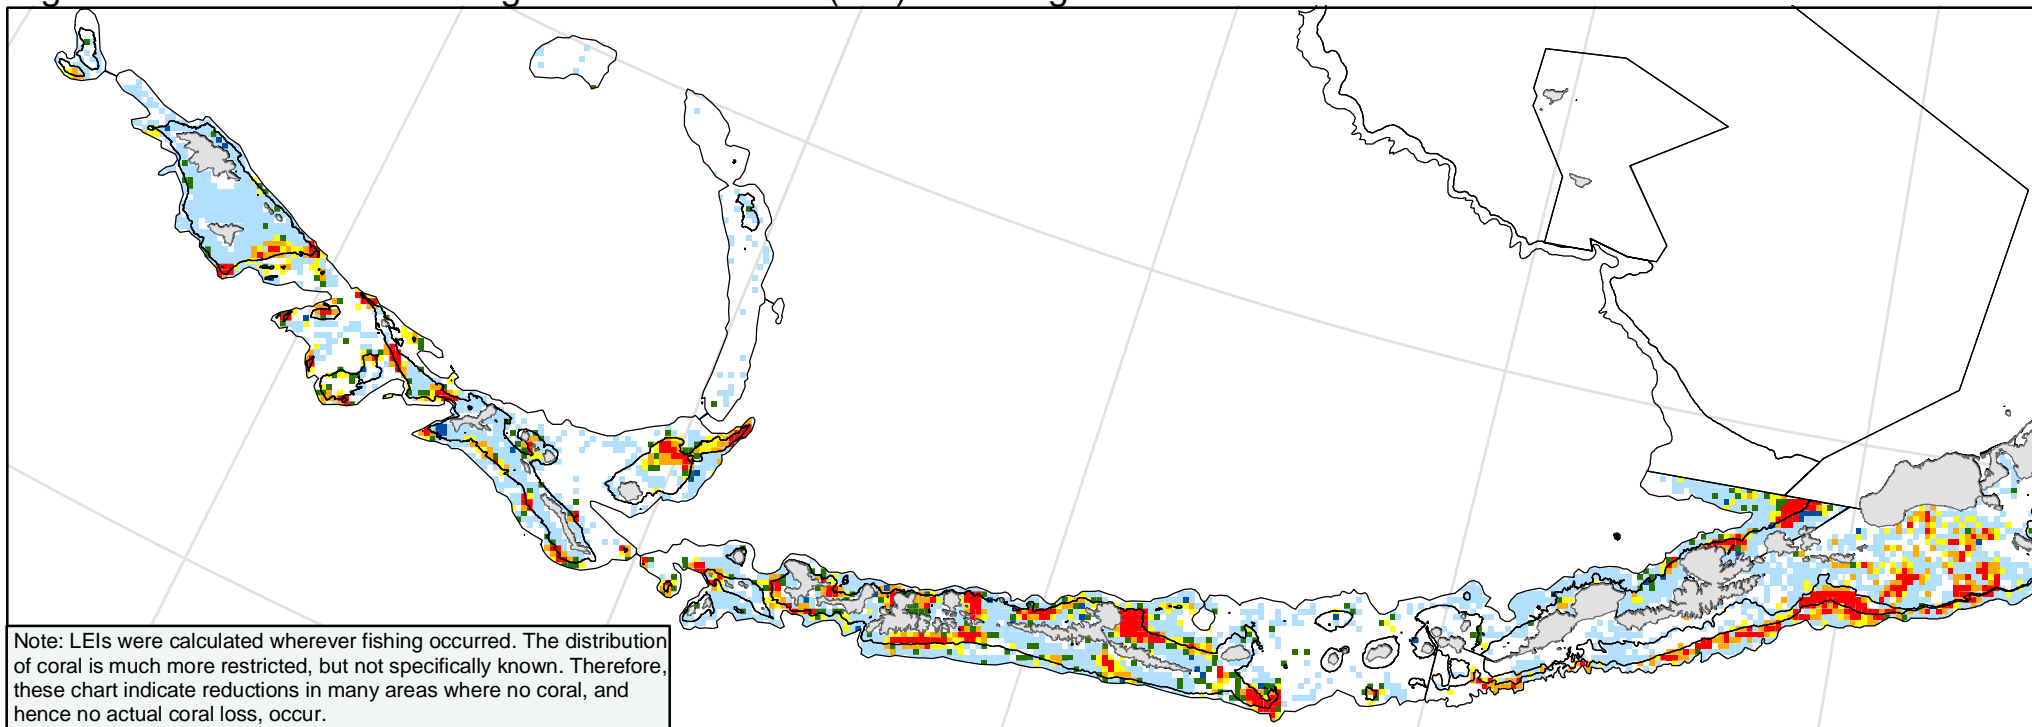 Note: LEIs were calculated wherever fishing occurred. The distribution
of coral is much more restricted, but not specifically known. Therefore,
these chart indicate reductions in many areas where no coral, and
hence no actual coral loss, occur.